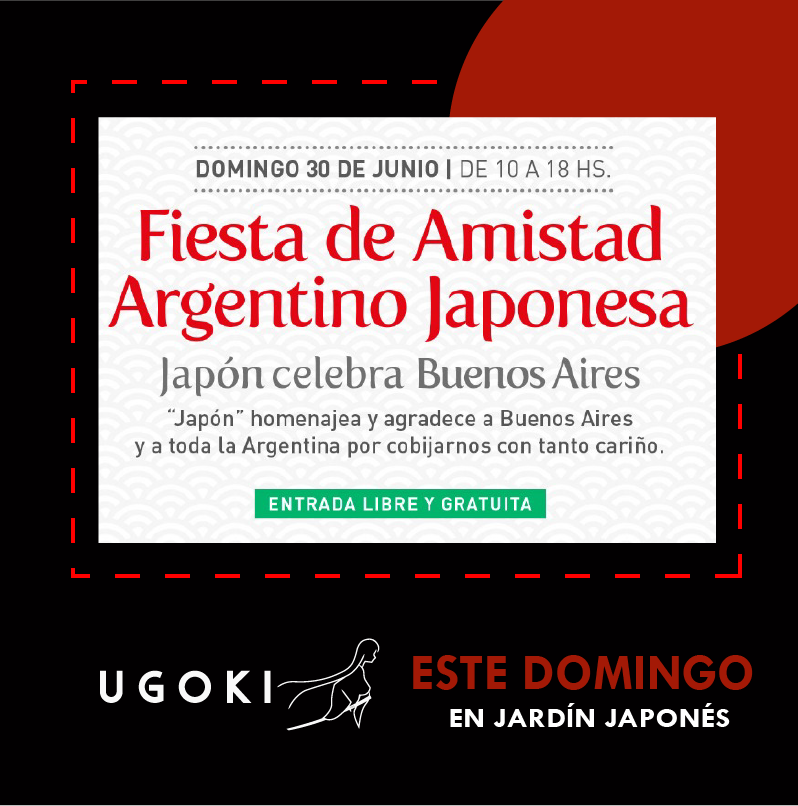 DOMINGO 30 DE JUNIO | DE 10 A 18 HS.
Fiesta de Amistad
Argentino Japonesa
Japón celebra Buenos Aires
“Japón” homenajea y agradece a Buenos Aires
y a toda la Argentina por cobijarnos con tanto cariño.
ENTRADA LIBRE Y GRATUITA
UGOKI
ESTE DOMINGO
EN JARDÍN JAPONÉS